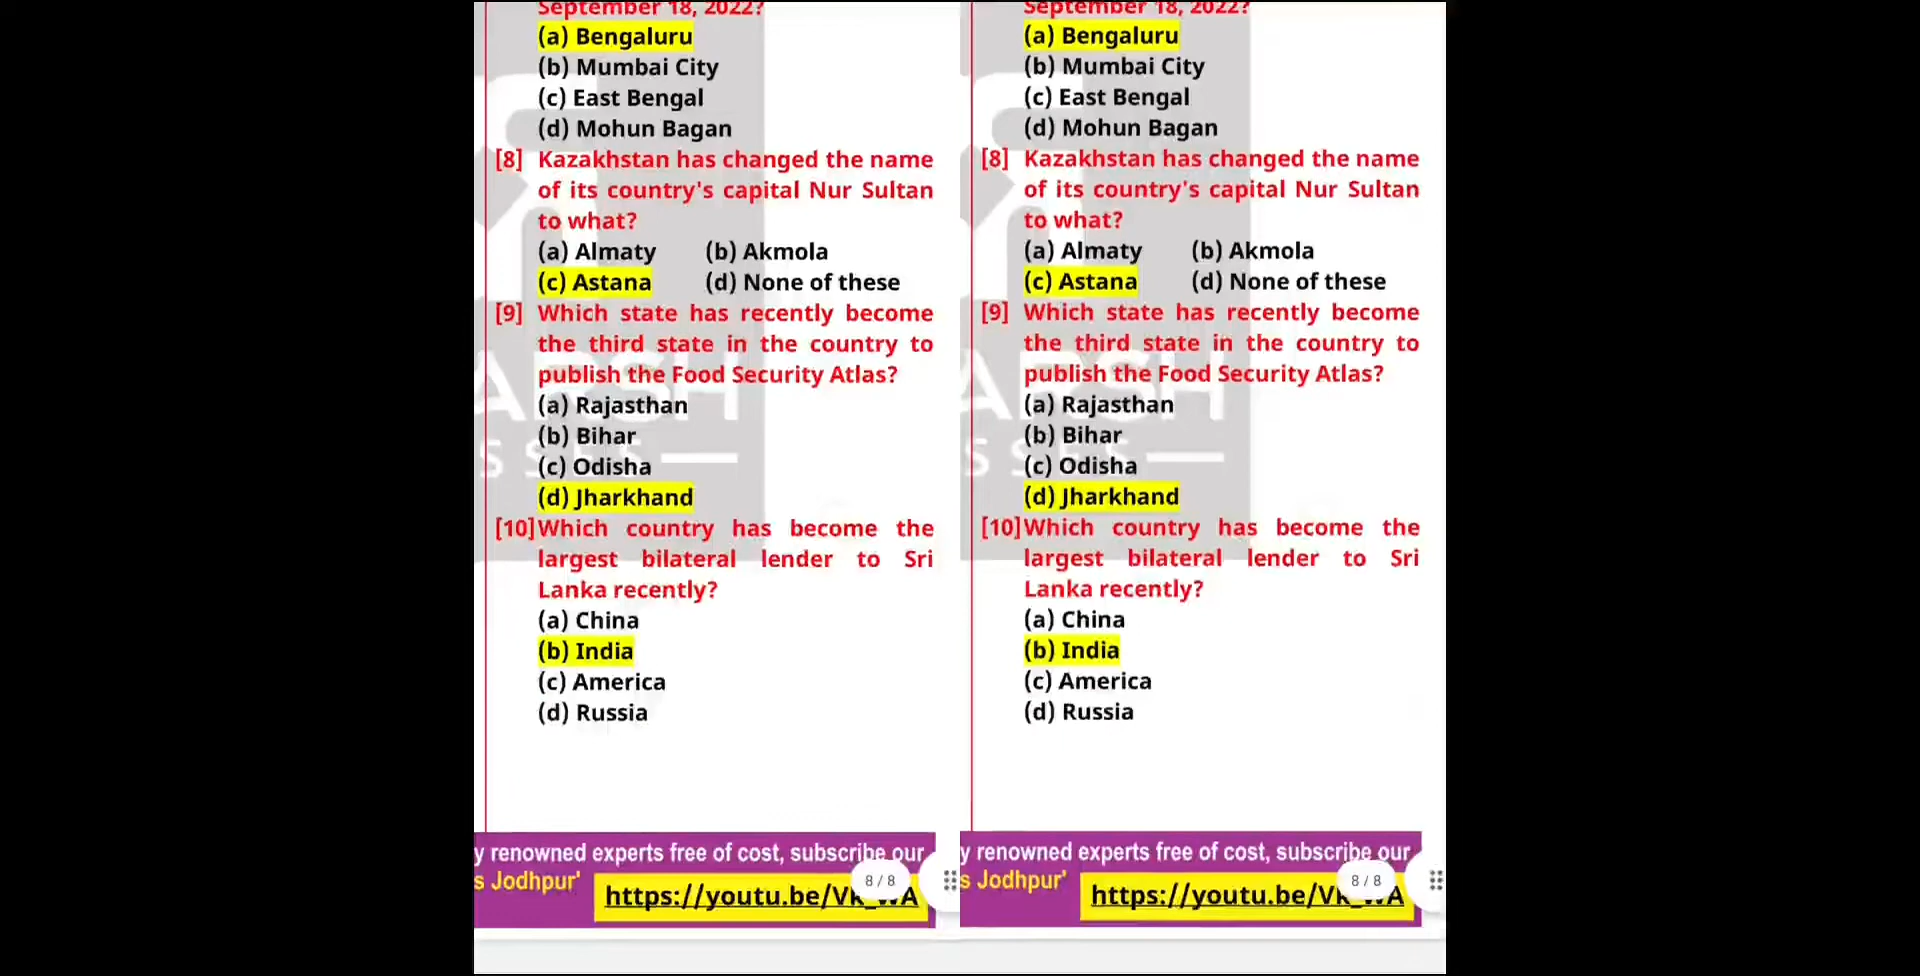 September 18, 2022?
(a) Bengaluru
(b) Mumbai City
(c) East Bengal
(d) Mohun Bagan
[8] Kazakhstan has changed the name
of its country's capital Nur Sultan
to what?
(a) Almaty (b) Akmola
(c) Astana (d) None of these
[9] Which state has recently become
the third state in the country to
publish the Food Security Atlas?
(a) Rajasthan
(b) Bihar
(c) Odisha
(d) Jharkhand
[10] Which country has become the
largest bilateral lender to Sri
Lanka recently?
(a) China
(b) India
(c) America
(d) Russia
y renowned experts free of cost, subscribe our
s Jodhpur'
https://youtu.be/Vk_
8/8
September 18, 2022?
(a) Bengaluru
(b) Mumbai City
(c) East Bengal
(d) Mohun Bagan
[8] Kazakhstan has changed the name
of its country's capital Nur Sultan
to what?
(a) Almaty (b) Akmola
(c) Astana (d) None of these
[9] Which state has recently become
the third state in the country to
publish the Food Security Atlas?
(a) Rajasthan
(b) Bihar
(c) Odisha
(d) Jharkhand
[10] Which country has become the
largest bilateral lender to Sri
Lanka recently?
(a) China
(b) India
(c) America
(d) Russia
y renowned experts free of cost, subscribe our
s Jodhpur'
https://youtu.be/Vk_
8/8